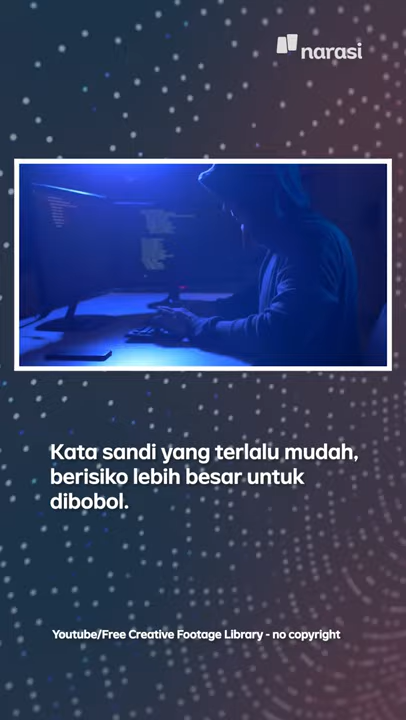 narasi
Kata sandi yang terlalu mudah,
berisiko lebih besar untuk
dibobol.
Youtube/Free Creative Footage Library - no copyright